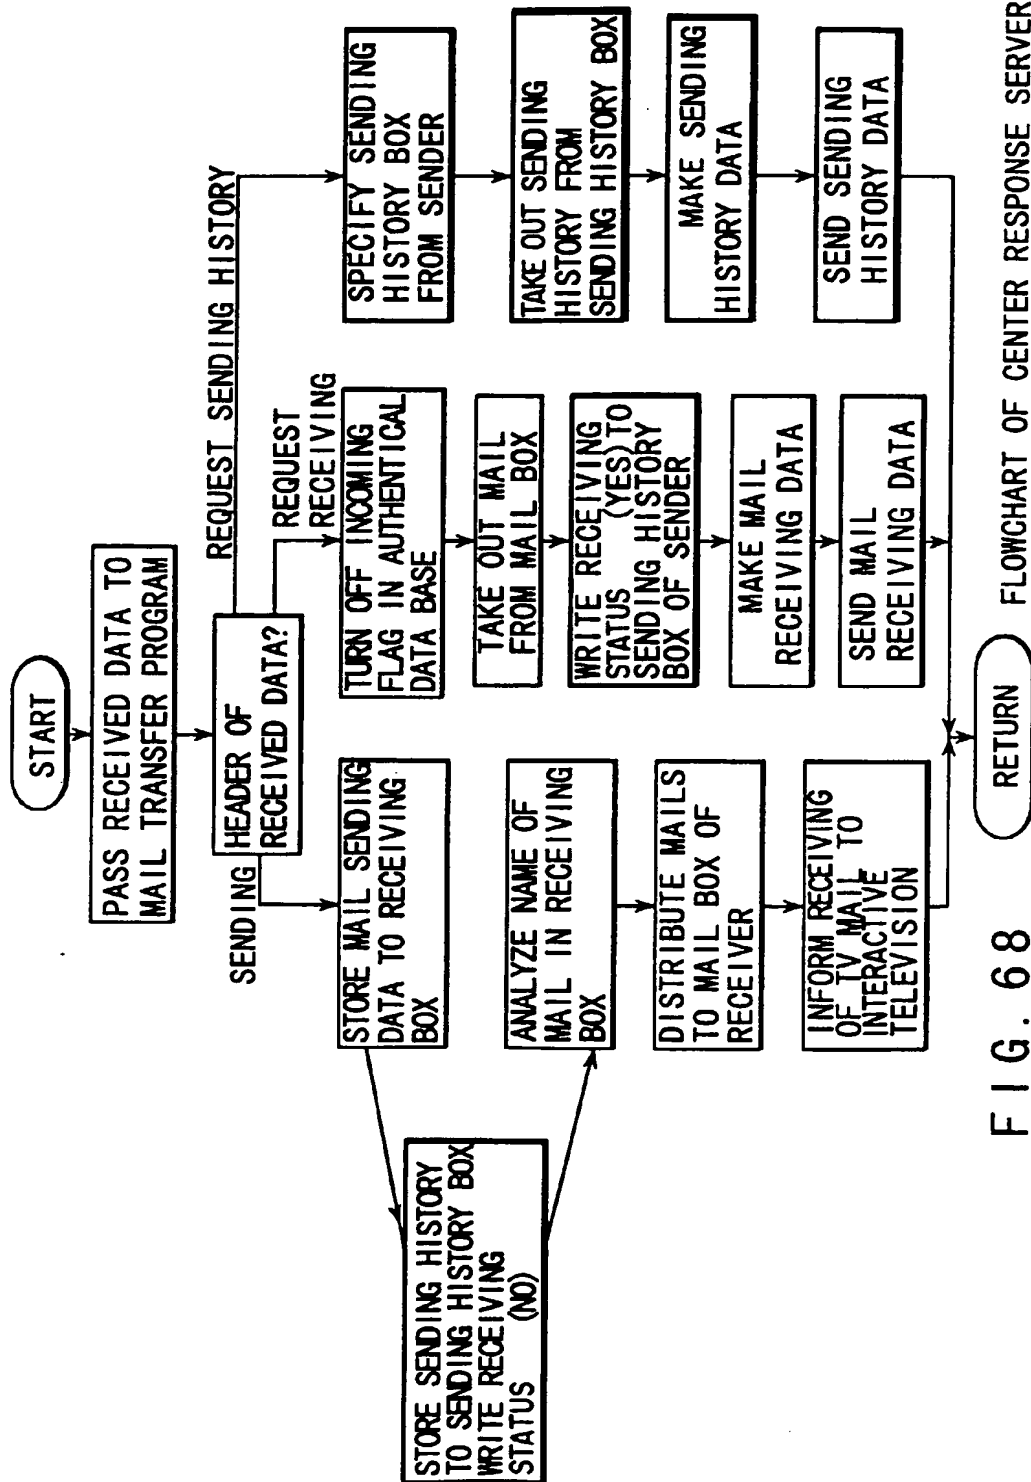 START
PASS RECEIVED DATA TO
MAIL TRANSFER PROGRAM
HEADER OF
RECEIVED DATA?
SENDING
STORE MAIL SENDING
DATA TO RECEIVING
BOX
STORE SENDING HISTORY
TO SENDING HISTORY BOX
WRITE RECEIVING
STATUS (NO)
ANALYZE NAME OF
MAIL IN RECEIVING
BOX
DISTRIBUTE MAILS
TO MAIL BOX OF
RECEIVER
INFORM RECEIVING
OF TV MAIL TO
INTERACTIVE
TELEVISION
REQUEST
RECEIVING
TURN OFF INCOMING
FLAG IN AUTHENTICAL
DATA BASE
TAKE OUT MAIL
FROM MAIL BOX
WRITE RECEIVING
STATUS (YES) TO
SENDING HISTORY
BOX OF SENDER
MAKE MAIL
RECEIVING DATA
SEND MAIL
RECEIVING DATA
REQUEST SENDING HISTORY
SPECIFY SENDING
HISTORY BOX
FROM SENDER
TAKE OUT SENDING
HISTORY FROM
SENDING HISTORY BOX
MAKE SENDING
HISTORY DATA
SEND SENDING
HISTORY DATA
RETURN
FIG. 68 FLOWCHART OF CENTER RESPONSE SERVER